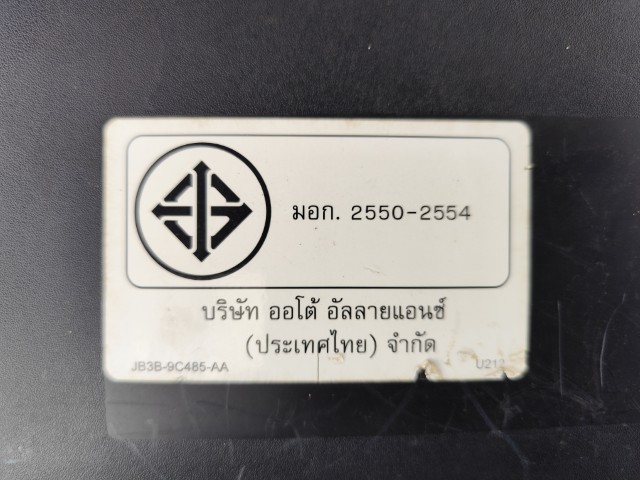 มอก. 2550-2554
บริษัท ออโต้ อัลลายแอนซ์
(ประเทศไทย) จำกัด
JB3B-9C485-AA